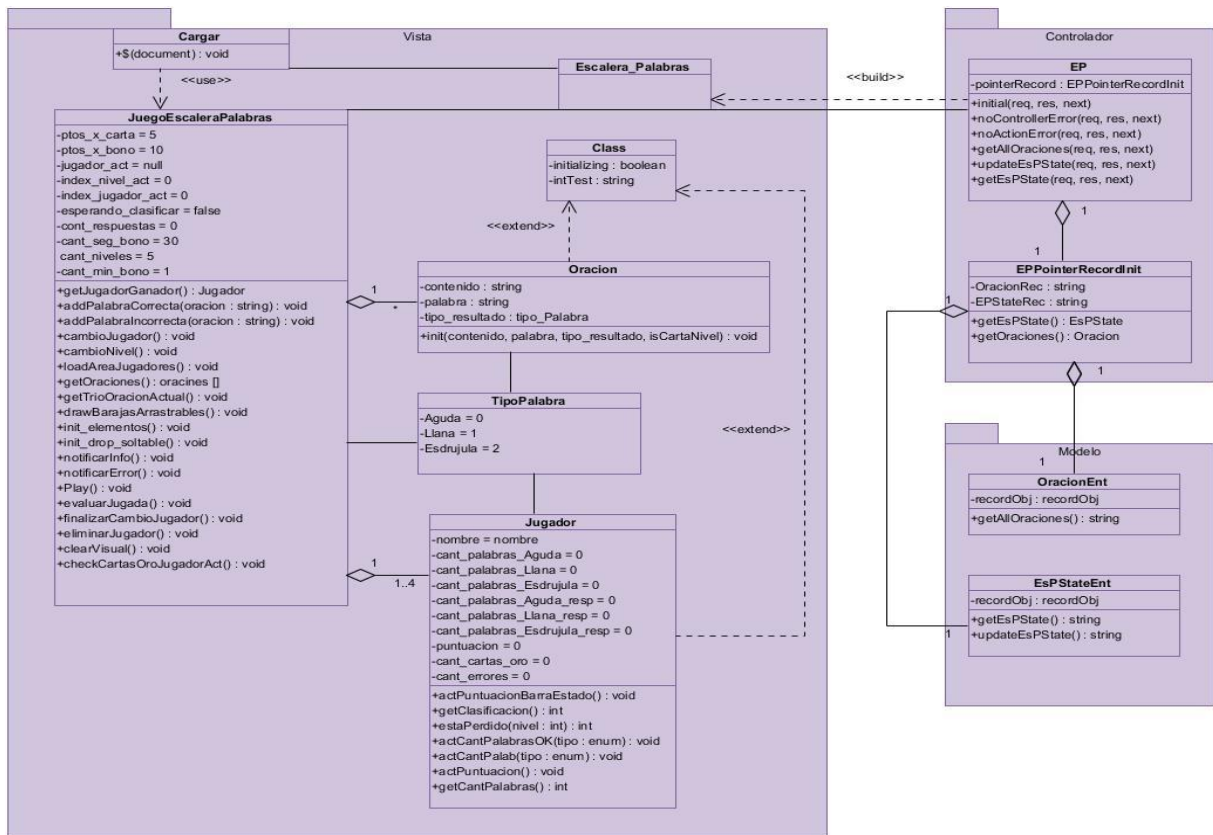 Vista
Cargar
+$(document) : void
<<use>>
Escalera_Palabras
<<build>>
JuegoEscaleraPalabras
-ptos_x_carta = 5
-ptos_x_bono = 10
-jugador_act = null
-index_nivel_act = 0
-index_jugador_act = 0
-esperando_clasificar = false
-cont_respuestas = 0
-cant_seg_bono = 30
cant_niveles = 5
-cant_min_bono = 1
+getJugadorGanador() : Jugador
+addPalabraCorrecta(oracion : string) : void
+addPalabraIncorrecta(oracion : string) : void
+cambioJugador() : void
+cambioNivel() : void
+loadAreaJugadores() : void
+getOraciones() : oracines []
+getTrioOracionActual() : void
+drawBarajasArrastrables() : void
+init_elementos() : void
+init_drop_soltable() : void
+notificarInfo() : void
+notificarError() : void
+Play() : void
+evaluarJugada() : void
+finalizarCambioJugador() : void
+eliminarJugador() : void
+clearVisual() : void
+checkCartasOroJugadorAct() : void
Class
-initializing : boolean
-intTest : string
<<extend>>
<<extend>>
1
*
Oracion
-contenido : string
-palabra : string
-tipo_resultado : tipo_Palabra
+init(contenido, palabra, tipo_resultado, isCartaNivel) : void
TipoPalabra
-Aguda = 0
-Llana = 1
-Esdrujula = 2
1
1..4
Jugador
-nombre = nombre
-cant_palabras_Aguda = 0
-cant_palabras_Llana = 0
-cant_palabras_Esdrujula = 0
-cant_palabras_Aguda_resp = 0
-cant_palabras_Llana_resp = 0
-cant_palabras_Esdrujula_resp = 0
-puntuacion = 0
-cant_cartas_oro = 0
-cant_errores = 0
+actPuntuacionBarraEstado() : void
+getClasificacion() : int
+estaPerdido(nivel : int) : int
+actCantPalabrasOK(tipo : enum) : void
+actCantPalab(tipo : enum) : void
+actPuntuacion() : void
+getCantPalabras() : int
Controlador
EP
-pointerRecord : EPPointerRecordInit
+initial(req, res, next)
+noControllerError(req, res, next)
+noActionError(req, res, next)
+getAllOraciones(req, res, next)
+updateEsPState(req, res, next)
+getEsPState(req, res, next)
1
1
EPPointerRecordInit
-OracionRec : string
-EPStateRec : string
+getEsPState() : EsPState
+getOraciones() : Oracion
1
1
Modelo
1
OracionEnt
-recordObj : recordObj
+getAllOraciones() : string
EsPStateEnt
-recordObj : recordObj
+getEsPState() : string
+updateEsPState() : string
1